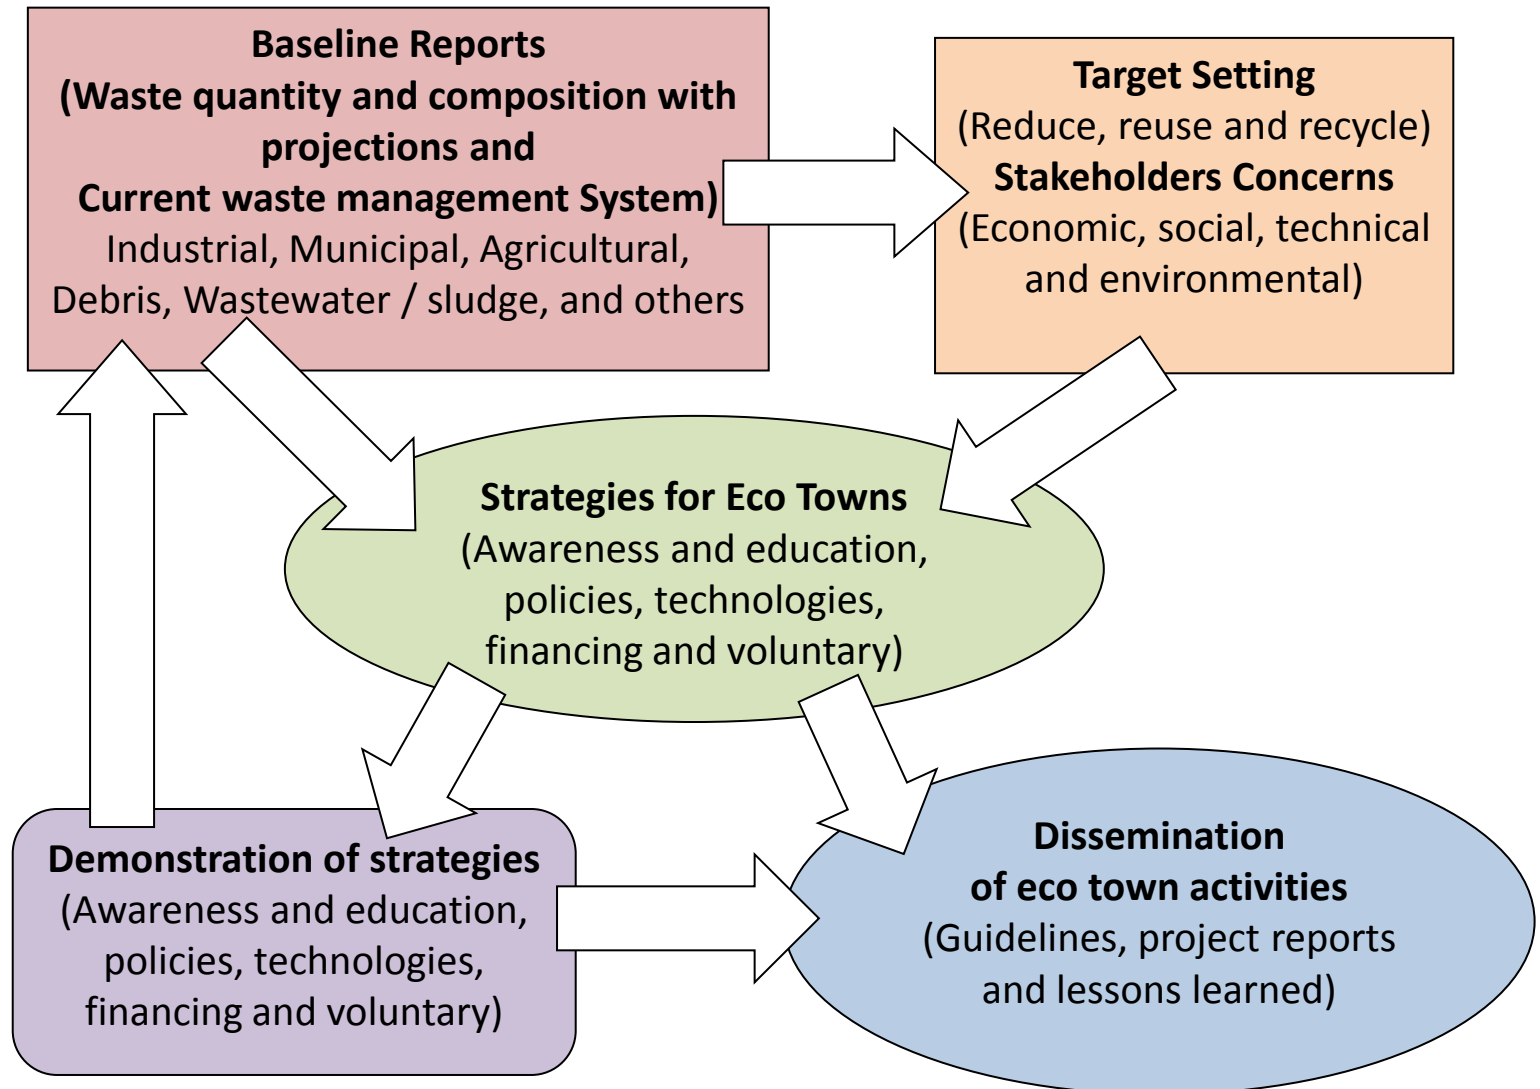 Baseline Reports
(Waste quantity and composition with
projections and
Current waste management System)
Industrial, Municipal, Agricultural,
Debris, Wastewater / sludge, and others
Target Setting
(Reduce, reuse and recycle)
Stakeholders Concerns
(Economic, social, technical
and environmental)
Strategies for Eco Towns
(Awareness and education,
policies, technologies,
financing and voluntary)
Demonstration of strategies
(Awareness and education,
policies, technologies,
financing and voluntary)
Dissemination
of eco town activities
(Guidelines, project reports
and lessons learned)